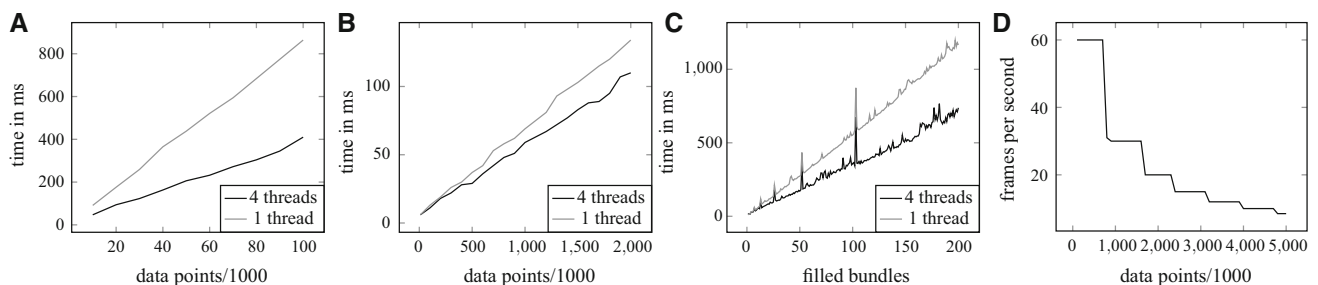 A
time in ms
800
600
400
200
0
20 40 60 80 100
data points/1000
4 threads
1 thread
B
time in ms
100
50
0
0 500 1,000 1,500 2,000
data points/1000
4 threads
1 thread
C
time in ms
1,000
500
0
0 50 100 150 200
filled bundles
4 threads
1 thread
D
frames per second
60
40
20
0 1,000 2,000 3,000 4,000 5,000
data points/1000